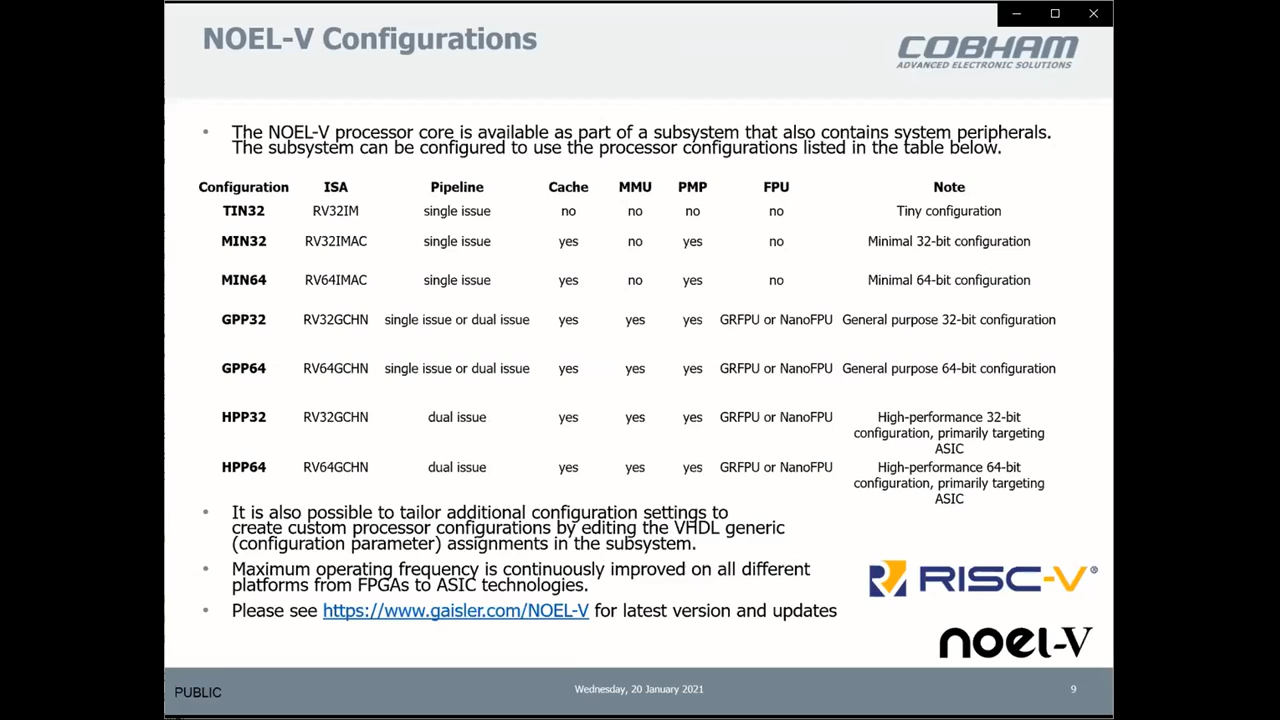 NOEL-V Configurations
COBHAM
ADVANCED ELECTRONIC SOLUTIONS
• The NOEL-V processor core is available as part of a subsystem that also contains system peripherals.
The subsystem can be configured to use the processor configurations listed in the table below.
Configuration ISA Pipeline Cache MMU PMP FPU Note
TIN32 RV32IM single issue no no no no Tiny configuration
MIN32 RV32IMAC single issue yes no yes no Minimal 32-bit configuration
MIN64 RV64IMAC single issue yes no yes no Minimal 64-bit configuration
GPP32 RV32GCHN single issue or dual issue yes yes yes GRFPU or NanoFPU General purpose 32-bit configuration
GPP64 RV64GCHN single issue or dual issue yes yes yes GRFPU or NanoFPU General purpose 64-bit configuration
HPP32 RV32GCHN dual issue yes yes yes GRFPU or NanoFPU High-performance 32-bit
configuration, primarily targeting
ASIC
HPP64 RV64GCHN dual issue yes yes yes GRFPU or NanoFPU High-performance 64-bit
configuration, primarily targeting
ASIC
• It is also possible to tailor additional configuration settings to
create custom processor configurations by editing the VHDL generic
(configuration parameter) assignments in the subsystem.
• Maximum operating frequency is continuously improved on all different
platforms from FPGAs to ASIC technologies.
• Please see https://www.gaisler.com/NOEL-V for latest version and updates
RISC-V®
noel-V
PUBLIC
Wednesday, 20 January 2021
9